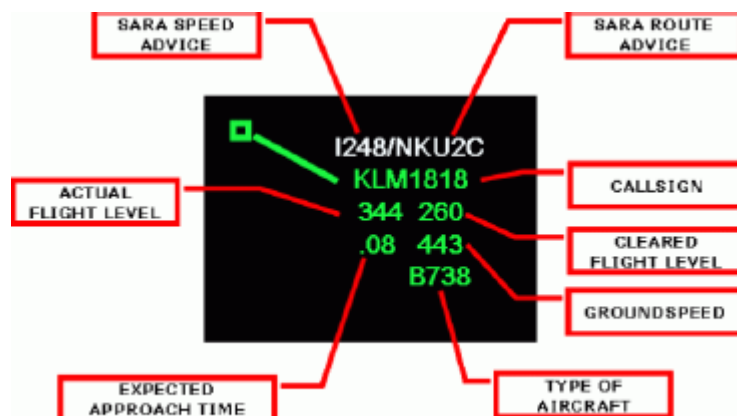 SARA SPEED
ADVICE
SARA ROUTE
ADVICE
I248/NKU2C
KLM1818
344 260
.08 443
B738
ACTUAL
FLIGHT LEVEL
CALLSIGN
CLEARED
FLIGHT LEVEL
GROUNDSPEED
EXPECTED
APPROACH TIME
TYPE OF
AIRCRAFT